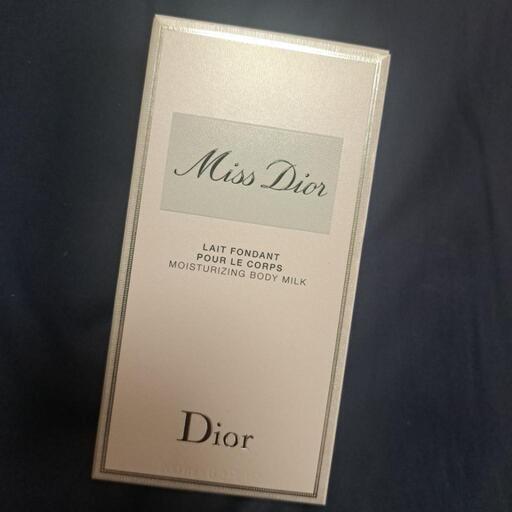 Miss Dior
LAIT FONDANT
POUR LE CORPS
MOISTURIZING BODY MILK
Dior